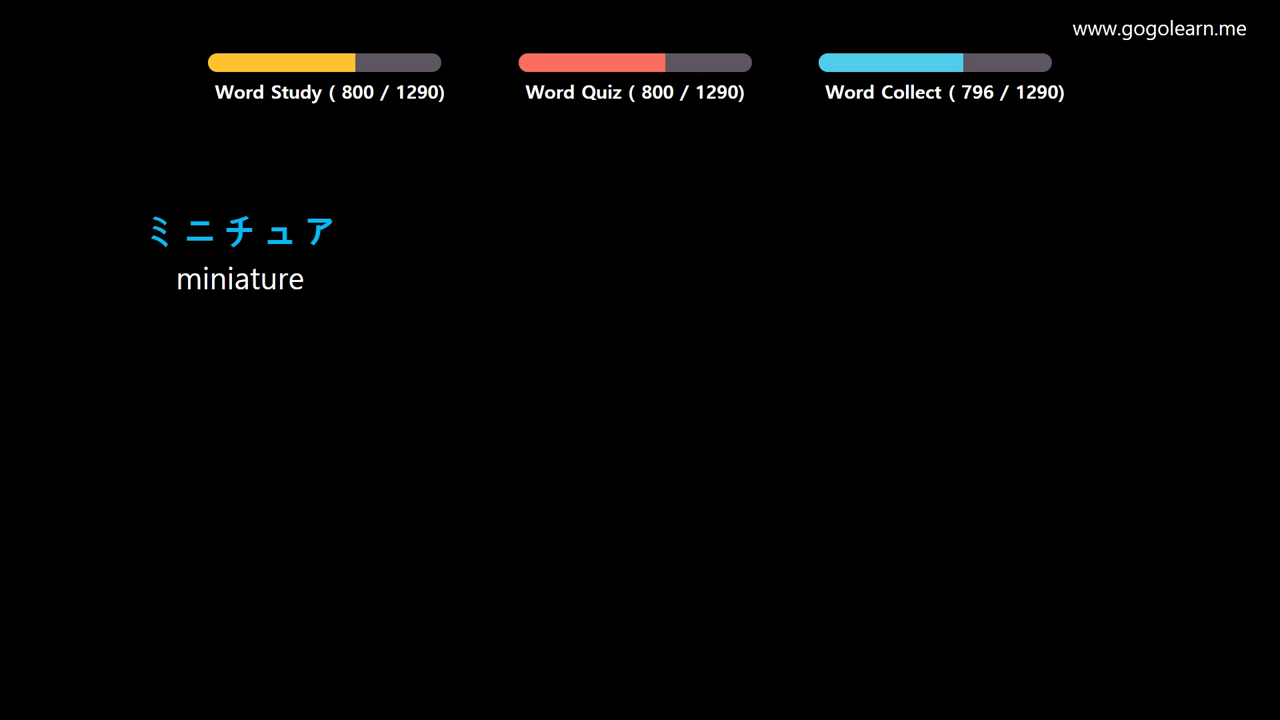 www.gogolearn.me
Word Study ( 800 / 1290)
Word Quiz ( 800 / 1290)
Word Collect ( 796 / 1290)
ミニチュア
miniature